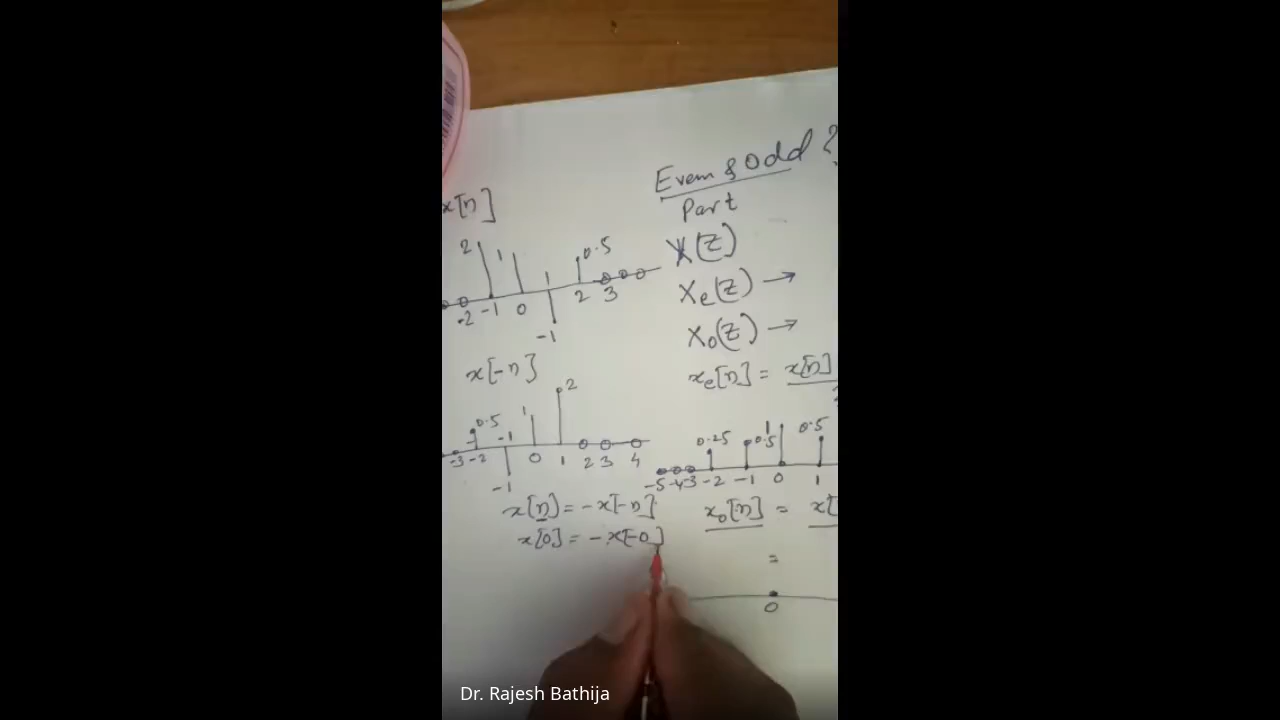 x[n]
2 1 1 0.5
-2 -1 0 2 3
-1
x[-n]
0.5 -1 1 2
-3 -2 0 1 2 3 4
-1
x[n] = -x[-n]
x[0] = -x[-0]
Even & Odd ?
Part
X(z)
Xe(z) →
Xo(z) →
xe[n] = x[n]
0.25 0.5 1 0.5
-5 -4 -3 -2 -1 0 1
xo[n] = x[
=
0
Dr. Rajesh Bathija